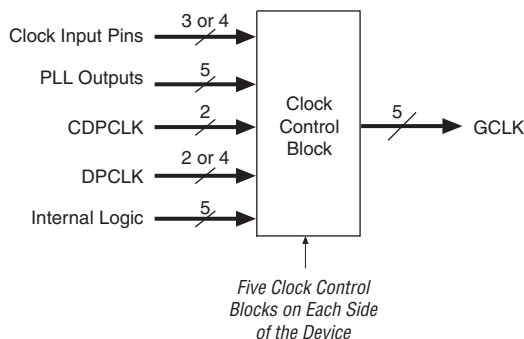 Clock Input Pins
3 or 4
PLL Outputs
5
CDPCLK
2
DPCLK
2 or 4
Internal Logic
5
Clock
Control
Block
5
GCLK
Five Clock Control
Blocks on Each Side
of the Device